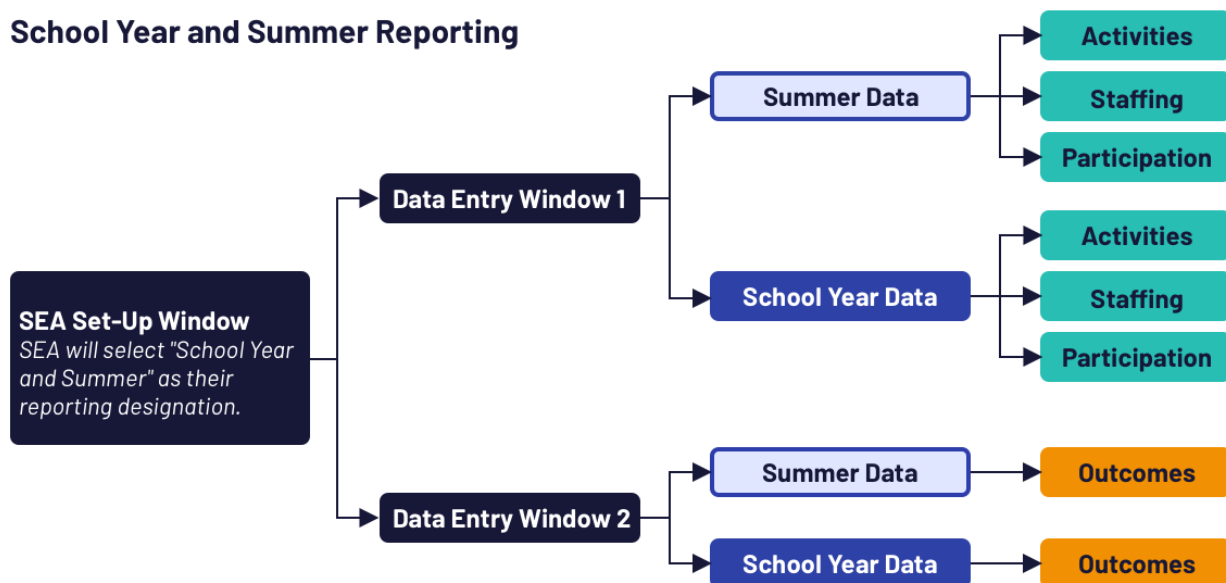 School Year and Summer Reporting
Activities
Summer Data
Staffing
Participation
Data Entry Window 1
Activities
School Year Data
Staffing
Participation
SEA Set-Up Window
SEA will select "School Year
and Summer" as their
reporting designation.
Summer Data
Outcomes
Data Entry Window 2
School Year Data
Outcomes